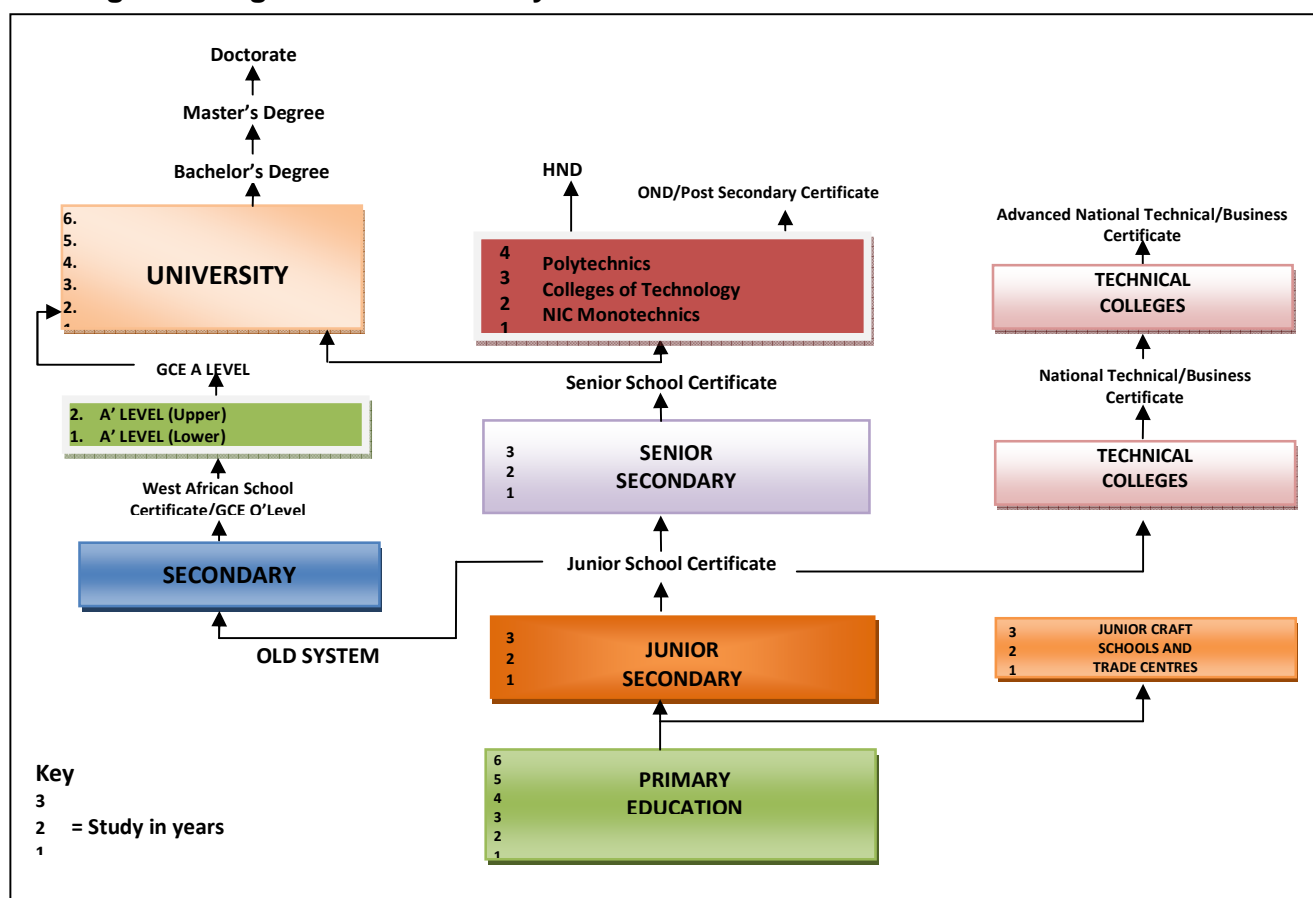 Doctorate
Master's Degree
Bachelor's Degree
6.
5.
4.
3.
2.
UNIVERSITY
GCE A LEVEL
2. A' LEVEL (Upper)
1. A' LEVEL (Lower)
West African School
Certificate/GCE O'Level
SECONDARY
OLD SYSTEM
HND
OND/Post Secondary Certificate
4
3
2
1
Polytechnics
Colleges of Technology
NIC Monotechnics
Senior School Certificate
3
2
1
SENIOR
SECONDARY
Junior School Certificate
3
2
1
JUNIOR
SECONDARY
6
5
4
3
2
1
PRIMARY
EDUCATION
Advanced National Technical/Business
Certificate
TECHNICAL
COLLEGES
National Technical/Business
Certificate
TECHNICAL
COLLEGES
3
2
1
JUNIOR CRAFT
SCHOOLS AND
TRADE CENTRES
Key
3
2 = Study in years
1